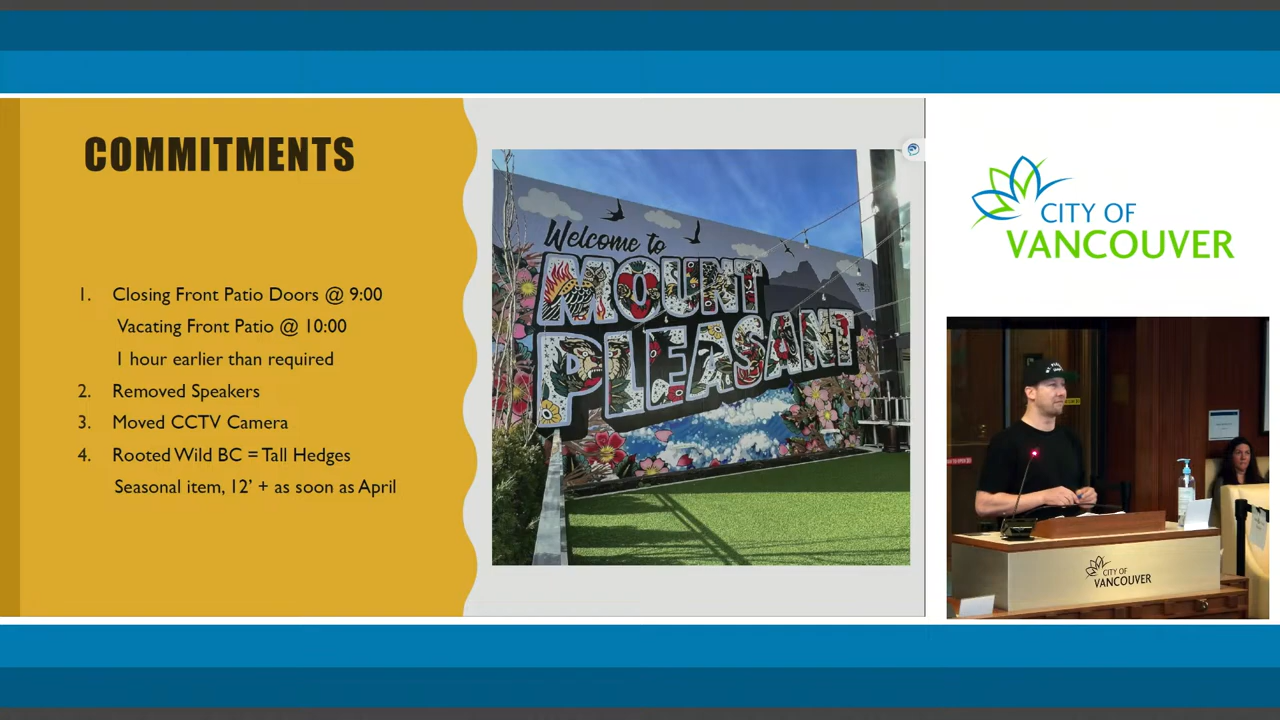 COMMITMENTS
1. Closing Front Patio Doors @ 9:00
Vacating Front Patio @ 10:00
1 hour earlier than required
2. Removed Speakers
3. Moved CCTV Camera
4. Rooted Wild BC = Tall Hedges
Seasonal item, 12' + as soon as April
Welcome to
MOUNT
PLEASANT
CITY OF
VANCOUVER
CITY OF
VANCOUVER